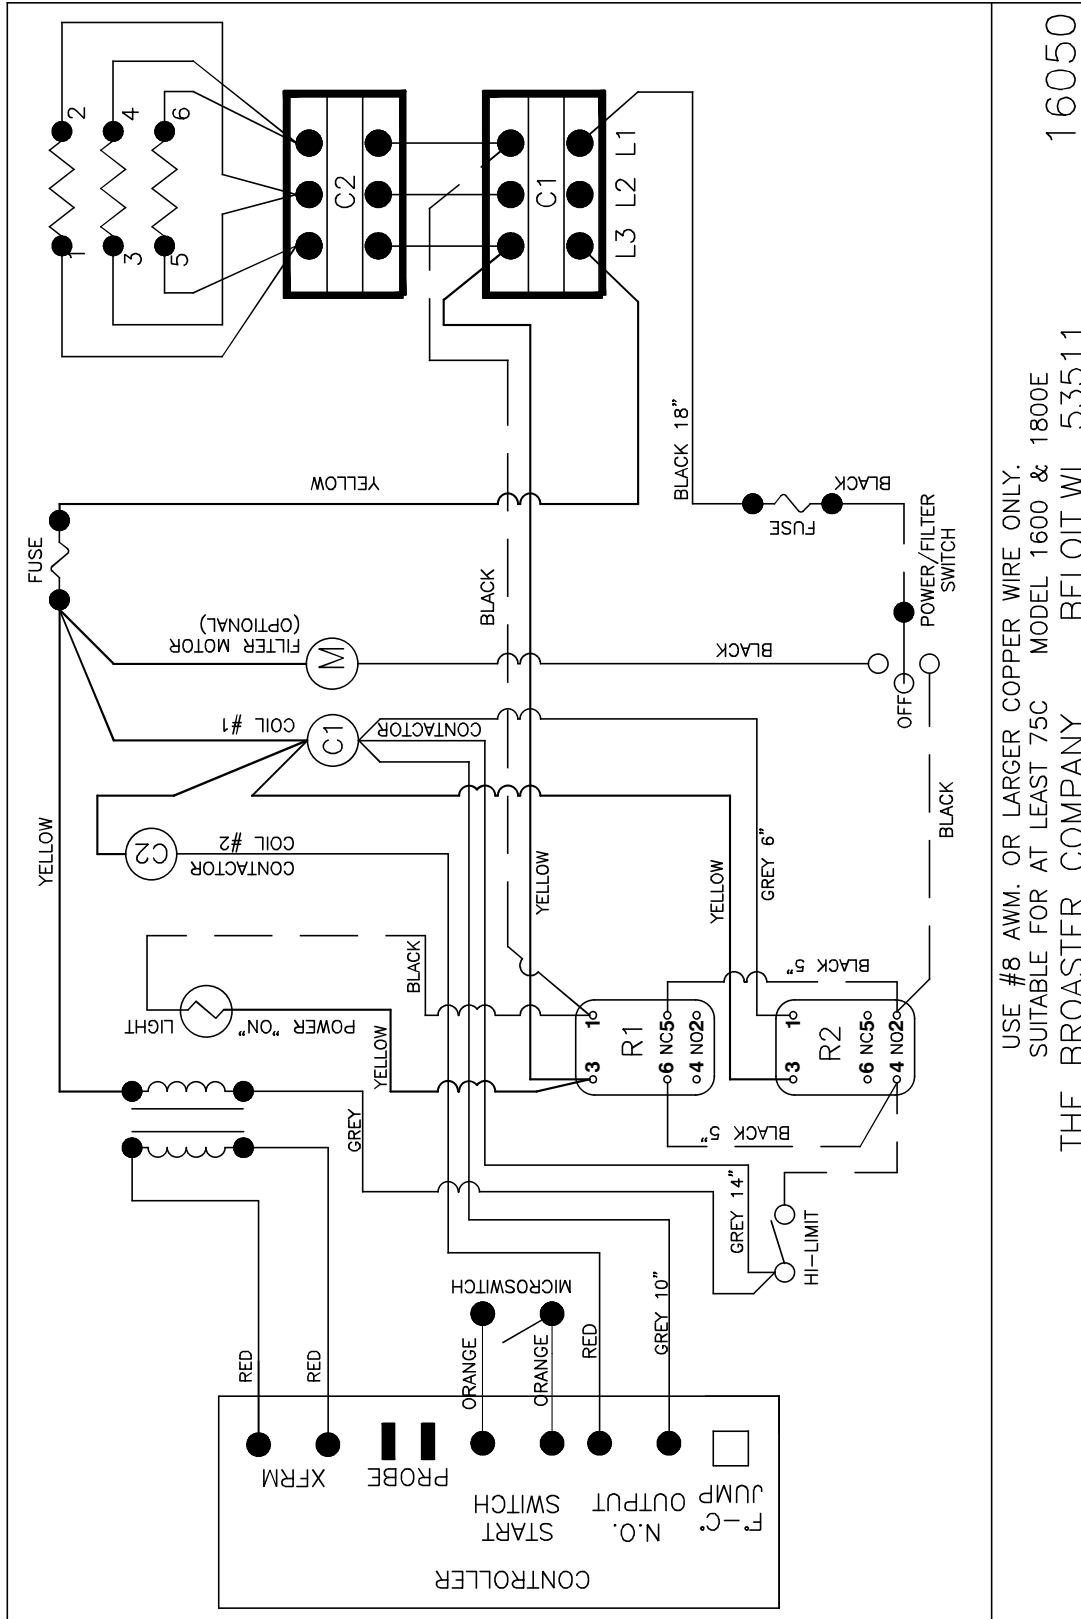 2
4
6
1
3
5
C2
C1
L1
L2
L3
BLACK 18"
FUSE
BLACK
POWER/FILTER
SWITCH
OFF
BLACK
FUSE
YELLOW
FILTER MOTOR
(OPTIONAL)
M
BLACK
BLACK
COIL #1
CONTACTOR
C1
YELLOW
C2
COIL #2
CONTACTOR
YELLOW
YELLOW
GREY 6"
BLACK
LIGHT
POWER "ON"
YELLOW
BLACK 5"
R1
1
3
6 NC5
4 NO2
R2
1
3
6 NC5
4 NO2
BLACK 5"
GREY
GREY 14"
HI-LIMIT
MICROSWITCH
RED
RED
ORANGE
ORANGE
RED
GREY 10"
XFRM
PROBE
START
SWITCH
N.O.
OUTPUT
F°-C°
JUMP
CONTROLLER
USE #8 AWM. OR LARGER COPPER WIRE ONLY.
SUITABLE FOR AT LEAST 75C MODEL 1600 & 1800E
THE BROASTER COMPANY BELOIT WI 53511
16050